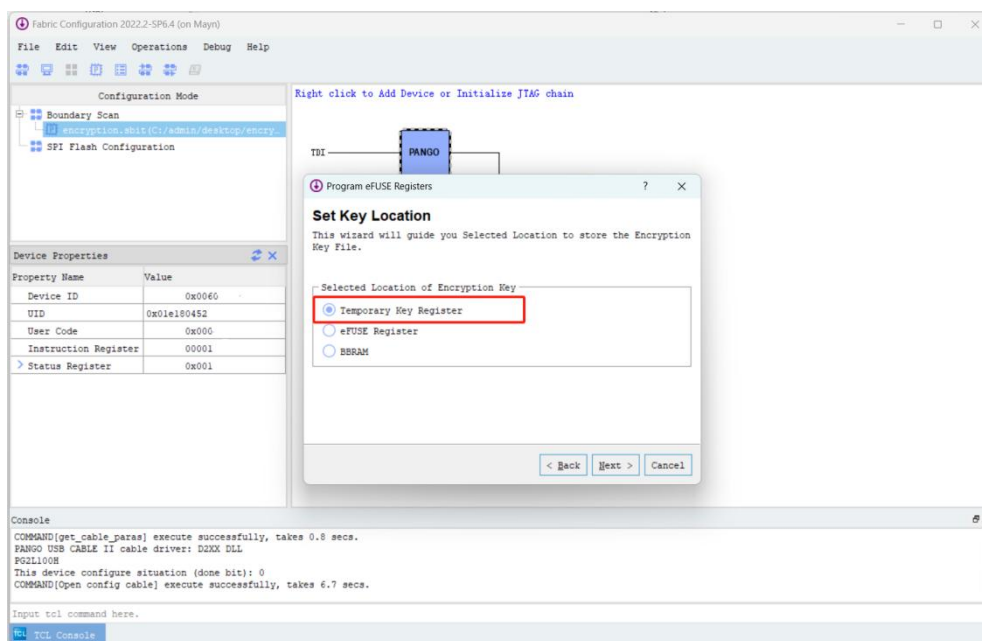 Fabric Configuration 2022.2-SP6.4 (on Mayn)
File Edit View Operations Debug Help
Configuration Mode
Boundary Scan
encryption.sbit(C:/admin/desktop/encry...
SPI Flash Configuration
Right click to Add Device or Initialize JTAG chain
TDI
PANGO
Program eFUSE Registers
Set Key Location
This wizard will guide you Selected Location to store the Encryption
Key File.
Selected Location of Encryption Key
Temporary Key Register
eFUSE Register
BBRAM
< Back Next > Cancel
Device Properties
Property Name Value
Device ID 0x0060
UID 0x01e180452
User Code 0x000
Instruction Register 00001
Status Register 0x001
Console
COMMAND[get_cable_paras] execute successfully, takes 0.8 secs.
PANGO USB CABLE II cable driver: D2XX DLL
PG2L100H
This device configure situation (done bit): 0
COMMAND[Open config cable] execute successfully, takes 6.7 secs.
Input tcl command here.
TCL TCL Console